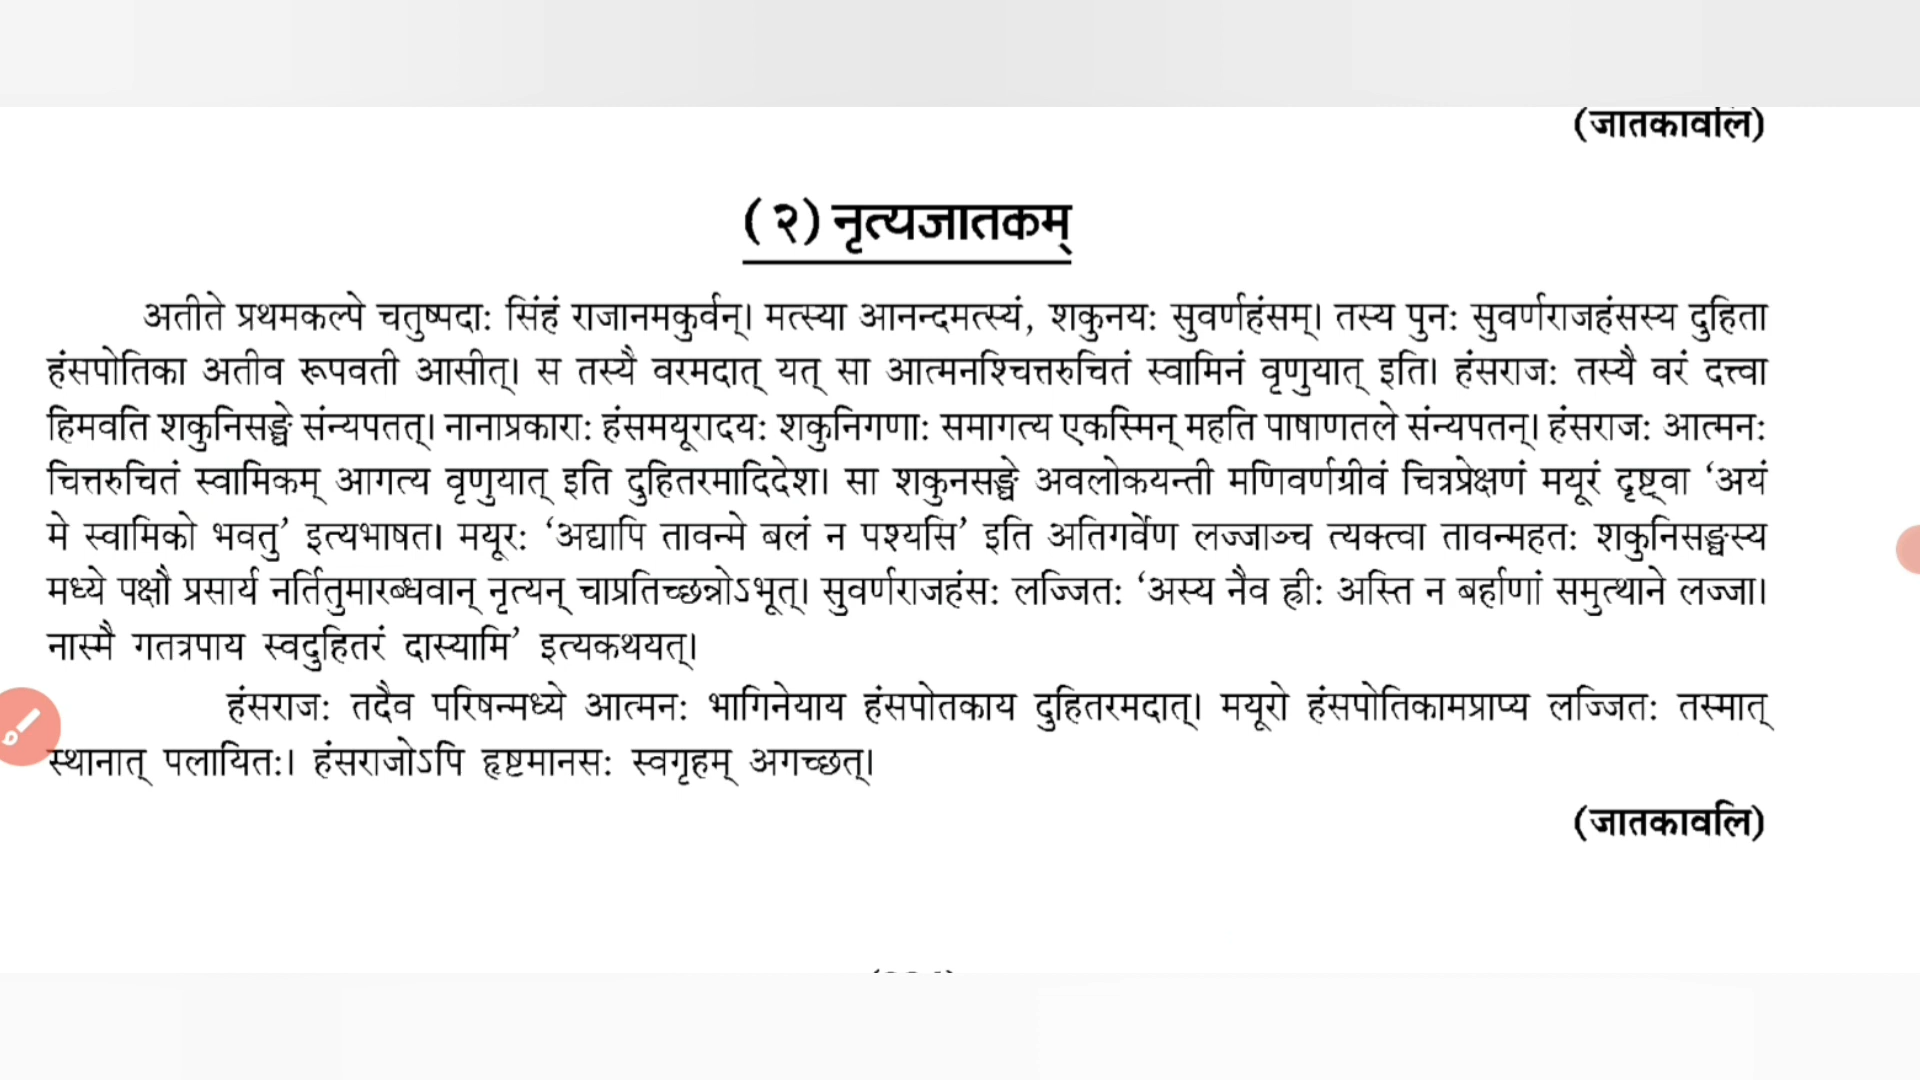 (जातकावलि)
(२) नृत्यजातकम्
अतीते प्रथमकल्पे चतुष्पदाः सिंहं राजानमकुर्वन्। मत्स्या आनन्दमत्स्यं, शकुनयः सुवर्णहंसम्। तस्य पुनः सुवर्णराजहंसस्य दुहिता
हंसपोतिका अतीव रूपवती आसीत्। स तस्यै वरमदात् यत् सा आत्मनश्चित्तरुचितं स्वामिनं वृणुयात् इति। हंसराजः तस्यै वरं दत्त्वा
हिमवति शकुनिसङ्घे संन्यपतत्। नानाप्रकाराः हंसमयूरादयः शकुनिगणाः समागत्य एकस्मिन् महति पाषाणतले संन्यपतन्। हंसराजः आत्मनः
चित्तरुचितं स्वामिकम् आगत्य वृणुयात् इति दुहितरमादिदेश। सा शकुनसङ्घे अवलोकयन्ती मणिवर्णग्रीवं चित्रप्रेक्षणं मयूरं दृष्ट्वा ‘अयं
मे स्वामिको भवतु’ इत्यभाषत। मयूरः ‘अद्यापि तावन्मे बलं न पश्यसि’ इति अतिगर्वेण लज्जाञ्च त्यक्त्वा तावन्महतः शकुनिसङ्घस्य
मध्ये पक्षौ प्रसार्य नर्तितुमारब्धवान् नृत्यन् चाप्रतिच्छन्नोऽभूत्। सुवर्णराजहंसः लज्जितः ‘अस्य नैव ह्रीः अस्ति न बर्हाणां समुत्थाने लज्जा।
नास्मै गतत्रपाय स्वदुहितरं दास्यामि’ इत्यकथयत्।
हंसराजः तदैव परिषन्मध्ये आत्मनः भागिनेयाय हंसपोतकाय दुहितरमदात्। मयूरो हंसपोतिकामप्राप्य लज्जितः तस्मात्
स्थानात् पलायितः। हंसराजोऽपि हृष्टमानसः स्वगृहम् अगच्छत्।
(जातकावलि)